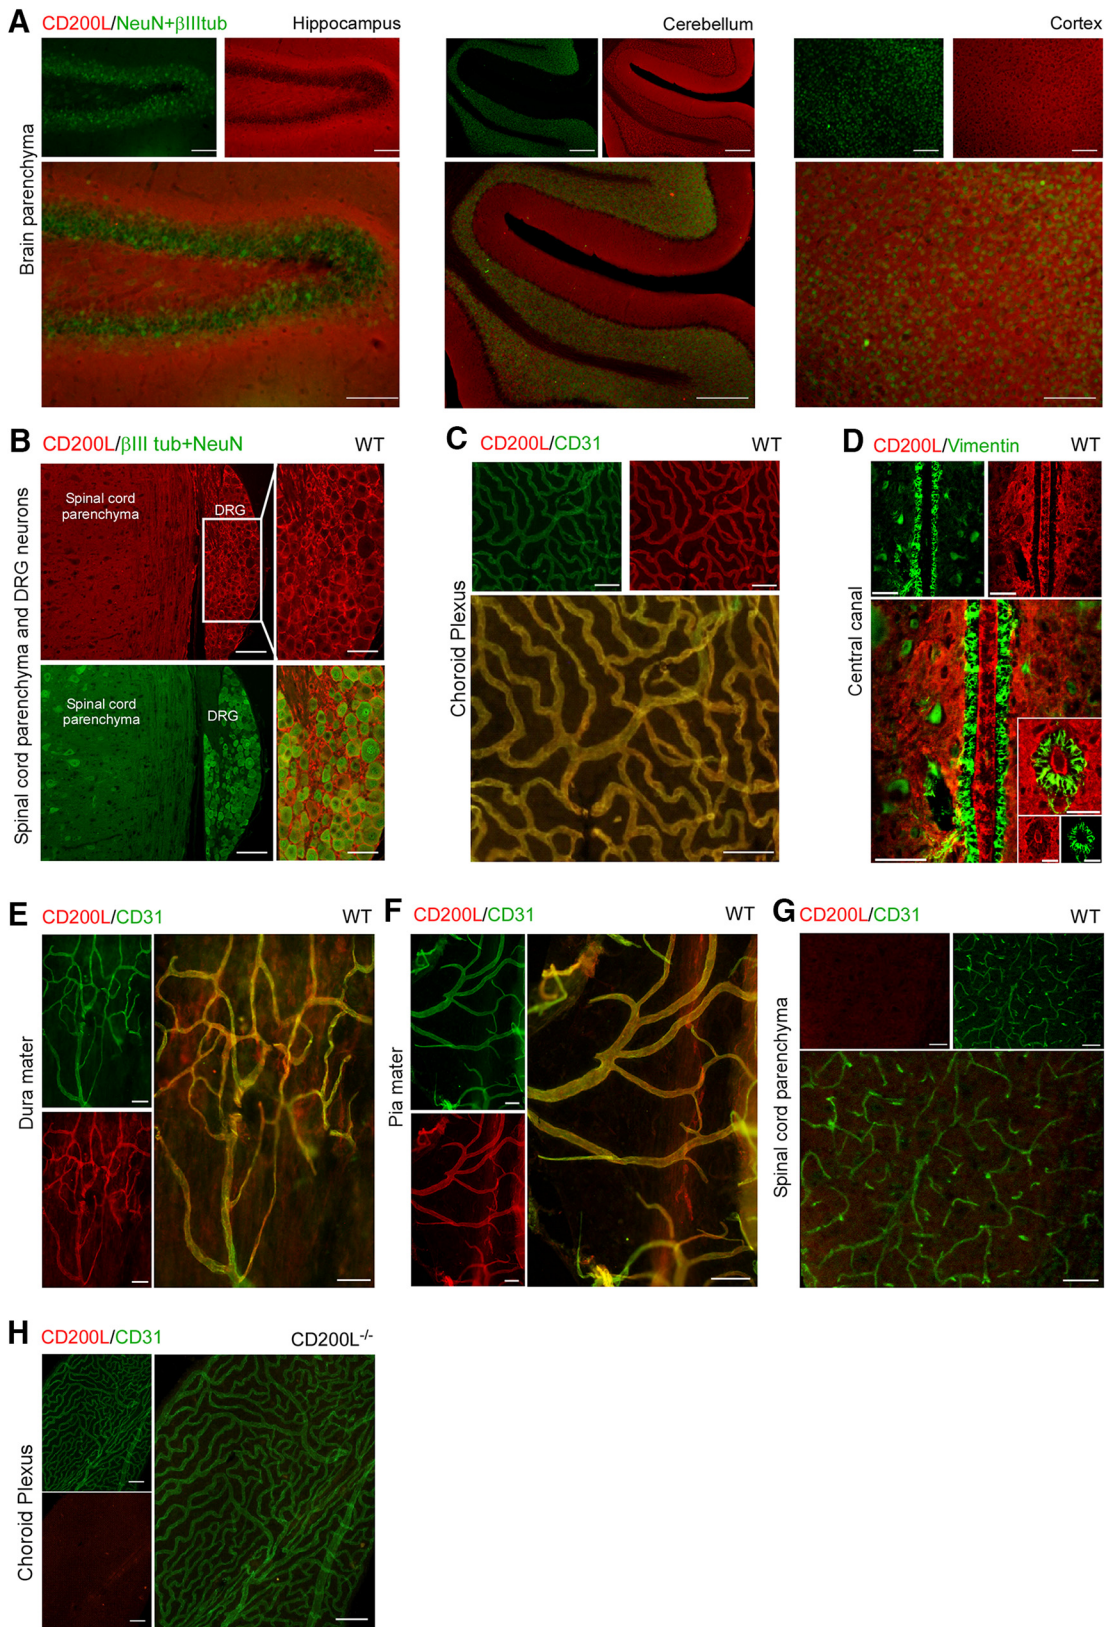 A
CD200L/NeuN+βIIItub
Hippocampus
Cerebellum
Cortex
Brain parenchyma
B
CD200L/βIII tub+NeuN
WT
Spinal cord parenchyma and DRG neurons
Spinal cord
parenchyma
DRG
Spinal cord
parenchyma
DRG
C
CD200L/CD31
WT
Choroid Plexus
D
CD200L/Vimentin
WT
Central canal
E
CD200L/CD31
WT
Dura mater
F
CD200L/CD31
WT
Pia mater
G
CD200L/CD31
WT
Spinal cord parenchyma
H
CD200L/CD31
CD200L-/-
Choroid Plexus